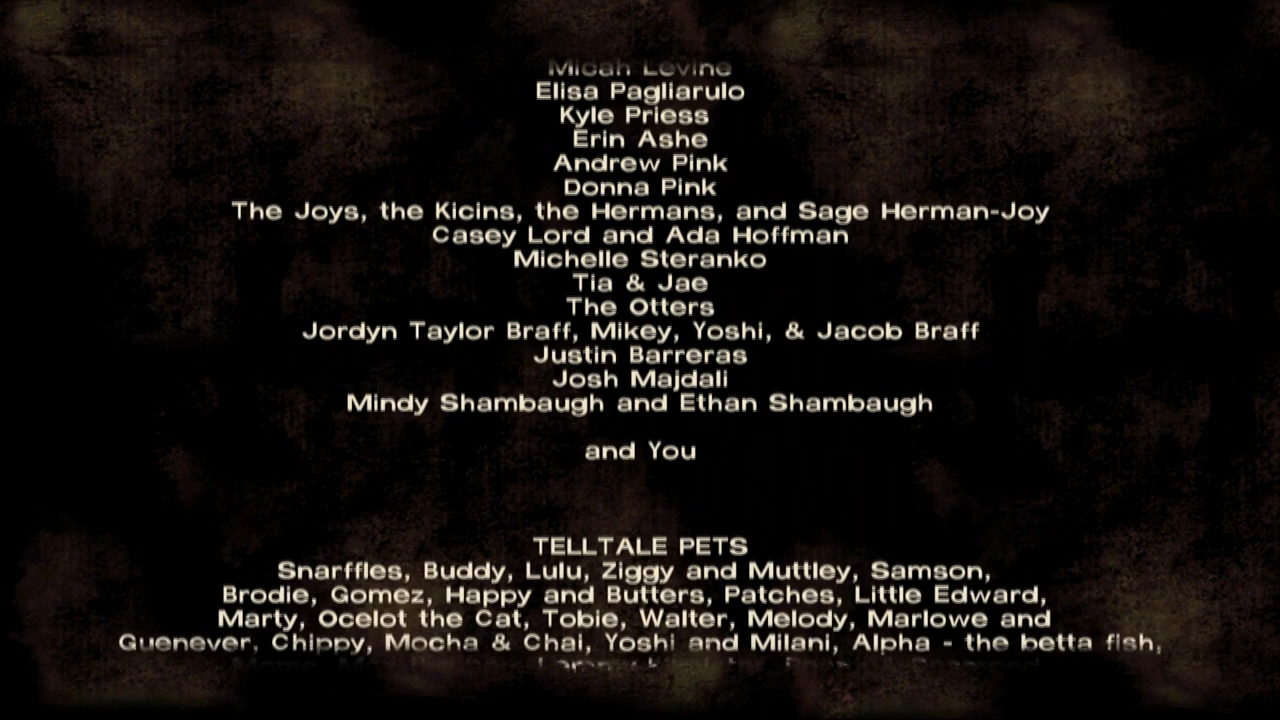 Micah Levine
Elisa Pagliarulo
Kyle Priess
Erin Ashe
Andrew Pink
Donna Pink
The Joys, the Kicins, the Hermans, and Sage Herman-Joy
Casey Lord and Ada Hoffman
Michelle Steranko
Tia & Jae
The Otters
Jordyn Taylor Braff, Mikey, Yoshi, & Jacob Braff
Justin Barreras
Josh Majdali
Mindy Shambaugh and Ethan Shambaugh
and You
TELLTALE PETS
Snarffles, Buddy, Lulu, Ziggy and Muttley, Samson,
Brodie, Gomez, Happy and Butters, Patches, Little Edward,
Marty, Ocelot the Cat, Tobie, Walter, Melody, Marlowe and
Guenever, Chippy, Mocha & Chai, Yoshi and Milani, Alpha - the betta fish,